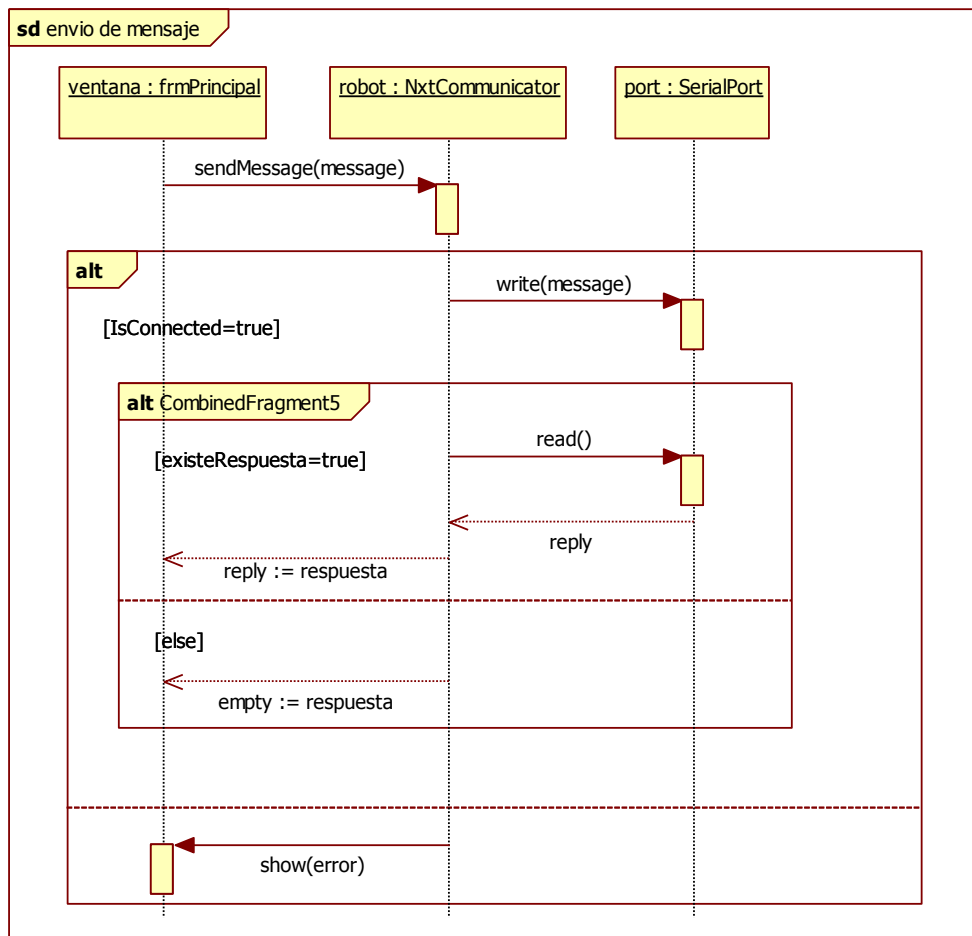 sd envio de mensaje
ventana : frmPrincipal
robot : NxtCommunicator
port : SerialPort
sendMessage(message)
alt
write(message)
[IsConnected=true]
alt CombinedFragment5
read()
[existeRespuesta=true]
reply
reply := respuesta
[else]
empty := respuesta
show(error)